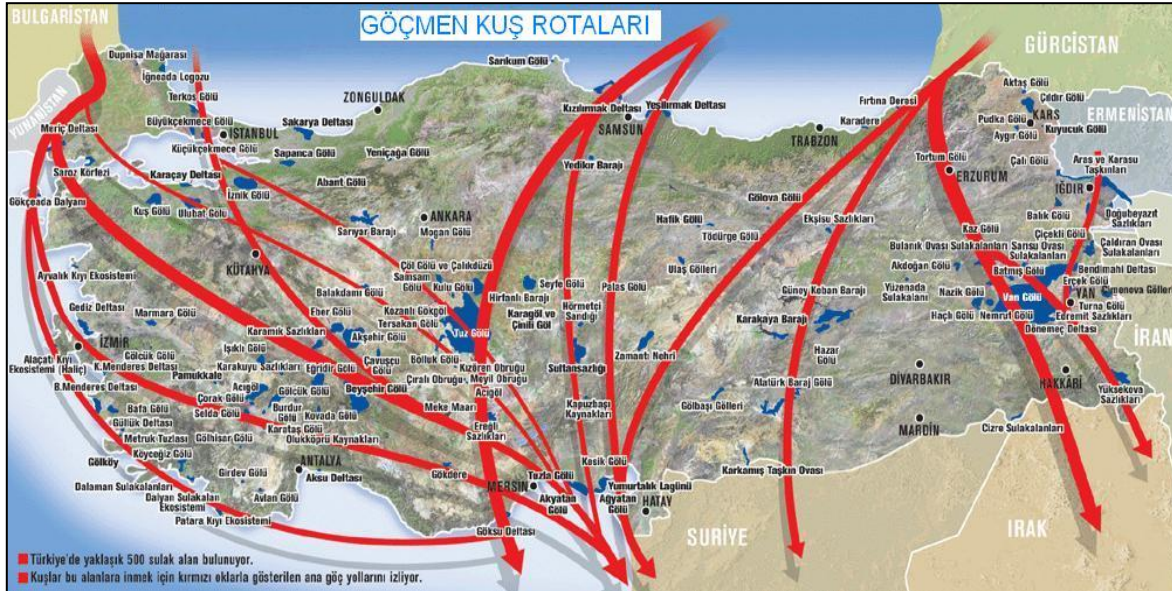 BULGARİSTAN
GÖÇMEN KUŞ ROTALARI
GÜRCİSTAN
Dupnisa Mağarası
İğneada Logozu
Sarıkum Gölü
Aktaş Gölü
YUNANİSTAN
Terkos Gölü
ZONGULDAK
Kızılırmak Deltası
Yeşilırmak Deltası
Fırtına Deresi
Çıldır Gölü
Meriç Deltası
Büyükçekmece Gölü
İSTANBUL
Sakarya Deltası
SAMSUN
TRABZON
Karadere
Pudka Gölü
KARS
ERMENİSTAN
Küçükçekmece Gölü
Sapanca Gölü
Yeniçağa Gölü
Aygır Gölü
Kuyucuk Gölü
Saroz Körfezi
Karaçay Deltası
Abant Gölü
Yedikır Barajı
Tortum Gölü
Çalı Gölü
Aras ve Karasu
Taşkınları
Gökçeada Dalyanı
İznik Gölü
ERZURUM
IĞDIR
Kuş Gölü
Ulubat Gölü
ANKARA
Gölova Gölü
Balık Gölü
Doğubeyazıt
Sazlıkları
Sarıyar Barajı
Mogan Gölü
Hafik Gölü
Tödürge Gölü
Ekşisu Sazlıkları
Kaz Gölü
Çiçekli Gölü
KÜTAHYA
Bulanık Ovası Sulakalanları
Sarısu Ovası
Sulakalanları
Çaldıran Ovası
Sulakalanları
Ayvalık Kıyı Ekosistemi
Çöl Gölü ve Çalıkdüzü
Samsam
Gölü
Kulu Gölü
Seyfe Gölü
Ulaş Gölleri
Akdoğan Gölü
Batmış Gölü
Bendimahi Deltası
Balakdamı Gölü
Hirfanlı Barajı
Palas Gölü
Güney Keban Barajı
Yüzenada
Sulakalanı
Nazik Gölü
Van Gölü
Erçek Gölü
VAN
Gediz Deltası
Marmara Gölü
Eber Gölü
Kozanlı Gökgöl
Tersakan Gölü
Tuz Gölü
Karagöl ve
Çinili Göl
Hörmetçi
Sandığı
Karakaya Barajı
Haçlı Gölü
Nemrut Gölü
Turna Gölü
Edremit Sazlıkları
Dönemeç Deltası
Karamık Sazlıkları
Akşehir Gölü
İZMİR
Işıklı Gölü
Çavuşçu
Gölü
Bolluk Gölü
Kızören Obruğu
Zamantı Nehri
Hazar
Gölü
İRAN
Alaçatı Kıyı
Ekosistemi (Haliç)
Gölcük Gölü
K.Menderes Deltası
Pamukkale
Karakuyu Sazlıkları
Eğridir Gölü
Çıralı Obruğu
Meyil Obruğu
Acıgöl
Sultansazlığı
DİYARBAKIR
HAKKARİ
B.Menderes Deltası
Acıgöl
Gölcük Gölü
Beyşehir Gölü
Meke Maarı
Atatürk Baraj Gölü
Yüksekova
Sazlıkları
Çorak Gölü
Bafa Gölü
Selda Gölü
Burdur
Gölü
Kovada Gölü
Ereğli
Sazlıkları
Kapuzbaşı
Kaynakları
Gölbaşı Gölleri
MARDİN
Güllük Deltası
Karataş Gölü
Cizre Sulakalanları
Metruk Tuzlası
Gölhisar Gölü
Olukköprü Kaynakları
Gölköy
Köyceğiz Gölü
ANTALYA
Gökdere
Tuzla Gölü
Kasik Gölü
Karkamış Taşkın Ovası
Girdev Gölü
Aksu Deltası
MERSİN
Yumurtalık Lagünü
Dalaman Sulakalanları
Avlan Gölü
Akyatan
Gölü
Agyatan
Gölü
HATAY
Dalyan Sulakalan
Ekosistemi
Patara Kıyı Ekosistemi
Göksu Deltası
SURİYE
IRAK
Türkiye'de yaklaşık 500 sulak alan bulunuyor.
Kuşlar bu alanlara inmek için kırmızı oklarla gösterilen ana göç yollarını izliyor.